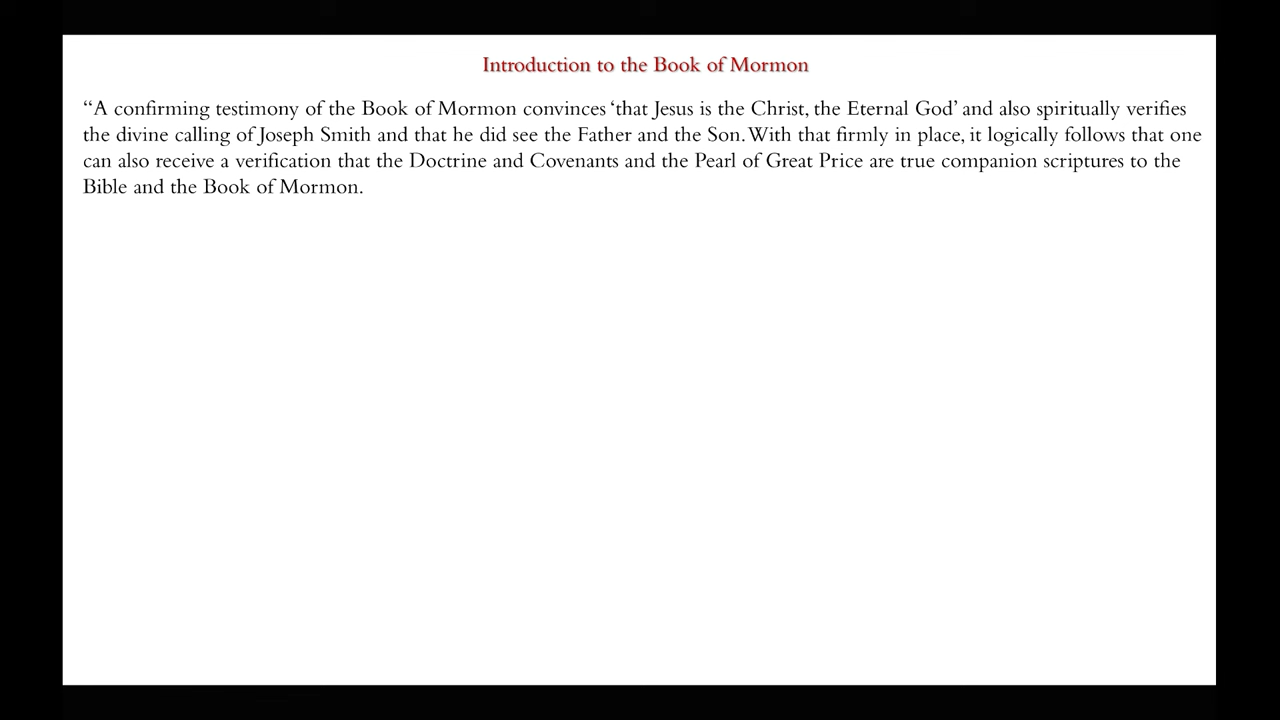 Introduction to the Book of Mormon
“A confirming testimony of the Book of Mormon convinces ‘that Jesus is the Christ, the Eternal God’ and also spiritually verifies
the divine calling of Joseph Smith and that he did see the Father and the Son. With that firmly in place, it logically follows that one
can also receive a verification that the Doctrine and Covenants and the Pearl of Great Price are true companion scriptures to the
Bible and the Book of Mormon.